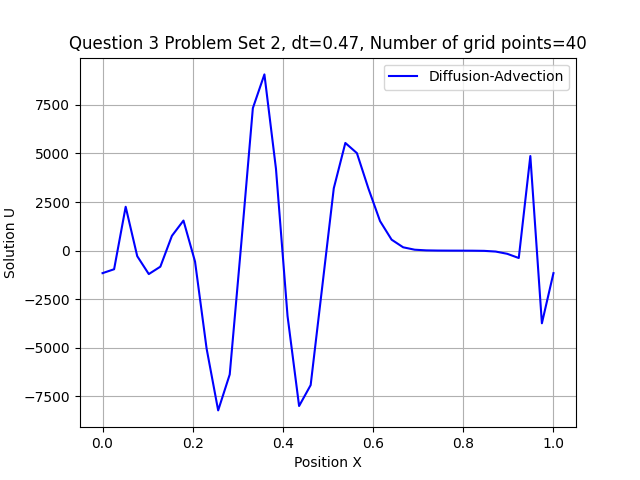 Question 3 Problem Set 2, dt=0.47, Number of grid points=40
Diffusion-Advection
7500
5000
2500
0
−2500
−5000
−7500
Solution U
0.0 0.2 0.4 0.6 0.8 1.0
Position X